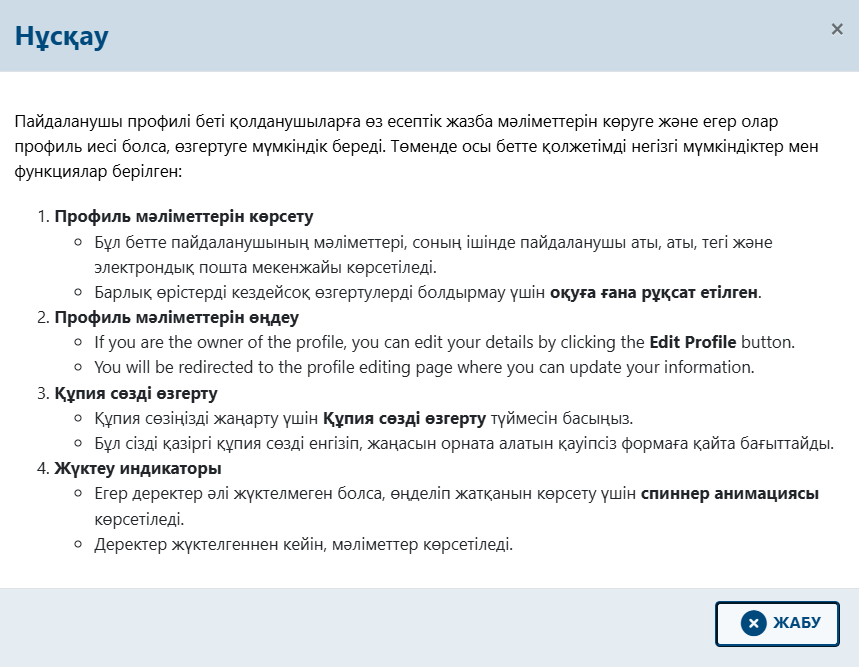 Нұсқау
×
Пайдаланушы профилі беті қолданушыларға өз есептік жазба мәліметтерін көруге және егер олар
профиль иесі болса, өзгертуге мүмкіндік береді. Төменде осы бетте қолжетімді негізгі мүмкіндіктер мен
функциялар берілген:
1. Профиль мәліметтерін көрсету
◦ Бұл бетте пайдаланушының мәліметтері, соның ішінде пайдаланушы аты, аты, тегі және
электрондық пошта мекенжайы көрсетіледі.
◦ Барлық өрістерді кездейсоқ өзгертулерді болдырмау үшін оқуға ғана рұқсат етілген.
2. Профиль мәліметтерін өңдеу
◦ If you are the owner of the profile, you can edit your details by clicking the Edit Profile button.
◦ You will be redirected to the profile editing page where you can update your information.
3. Құпия сөзді өзгерту
◦ Құпия сөзіңізді жаңарту үшін Құпия сөзді өзгерту түймесін басыңыз.
◦ Бұл сізді қазіргі құпия сөзді енгізіп, жаңасын орната алатын қауіпсіз формаға қайта бағыттайды.
4. Жүктеу индикаторы
◦ Егер деректер әлі жүктелмеген болса, өңделіп жатқанын көрсету үшін спиннер анимациясы
көрсетіледі.
◦ Деректер жүктелгеннен кейін, мәліметтер көрсетіледі.
ЖАБУ